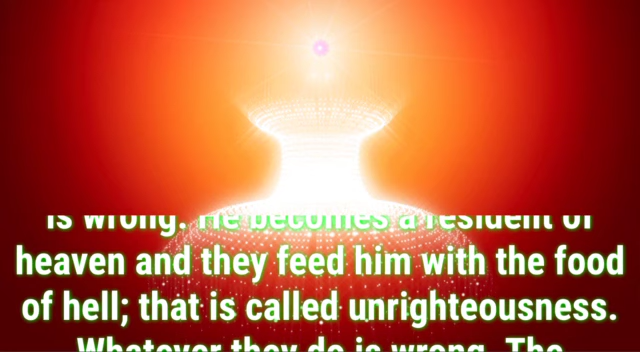 is wrong. He becomes a resident of
heaven and they feed him with the food
of hell; that is called unrighteousness.
Whatever they do is wrong. The